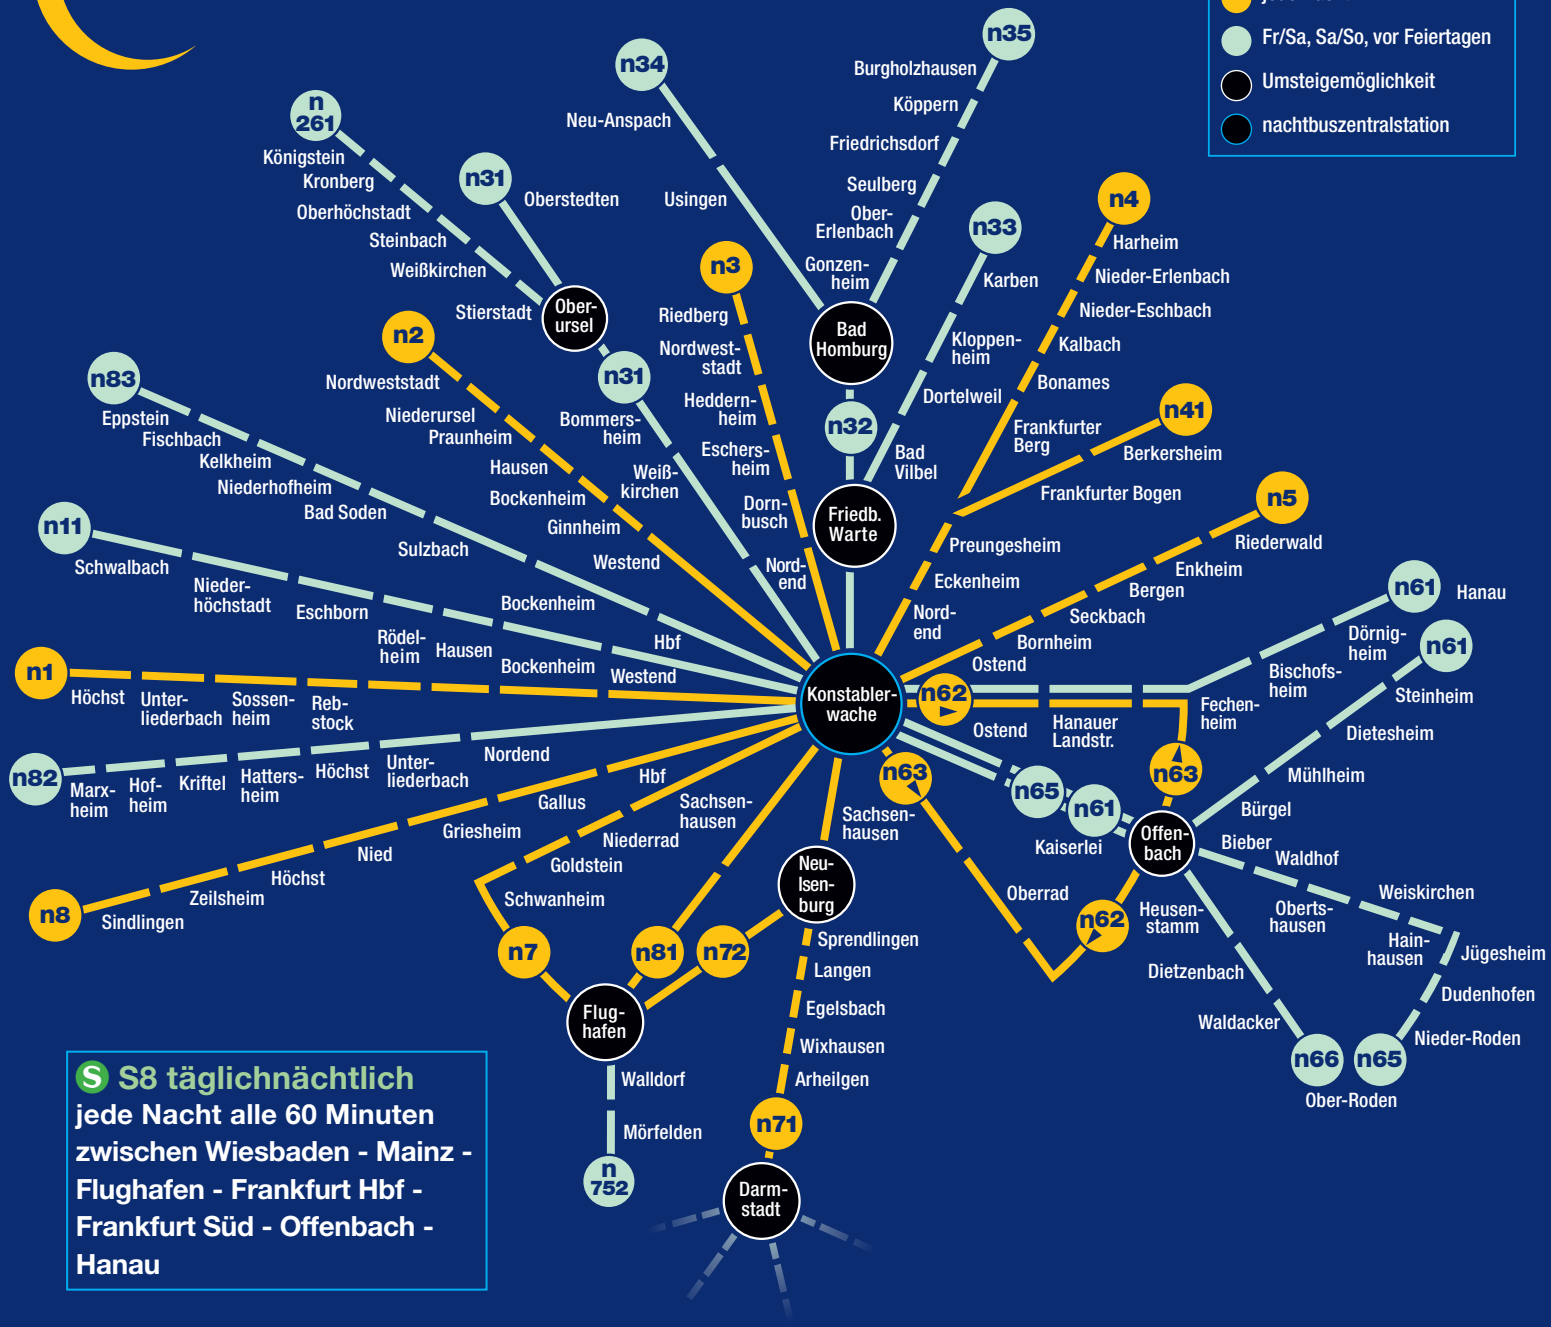 Fr/Sa, Sa/So, vor Feiertagen
Umsteigemöglichkeit
nachtbuszentralstation
n35
Burgholzhausen
Köppern
Friedrichsdorf
Seulberg
Ober-
Erlenbach
Gonzen-
heim
n34
Neu-Anspach
Usingen
n
261
Königstein
Kronberg
Oberhöchstadt
Steinbach
Weißkirchen
Stierstadt
n31
Oberstedten
Ober-
ursel
n31
Bommers-
heim
Weiß-
kirchen
n3
Riedberg
Nordwest-
stadt
Heddern-
heim
Eschers-
heim
Dorn-
busch
Nord-
end
Bad
Homburg
n32
Friedb.
Warte
n33
Karben
Kloppen-
heim
Dortelweil
Bad
Vilbel
n4
Harheim
Nieder-Erlenbach
Nieder-Eschbach
Kalbach
Bonames
Frankfurter
Berg
n41
Berkersheim
Frankfurter Bogen
Preungesheim
Eckenheim
Nord-
end
n5
Riederwald
Enkheim
Bergen
Seckbach
Bornheim
Ostend
n2
Nordweststadt
Niederursel
Praunheim
Hausen
Bockenheim
Ginnheim
Westend
n83
Eppstein
Fischbach
Kelkheim
Niederhofheim
Bad Soden
Sulzbach
Bockenheim
Hbf
n11
Schwalbach
Nieder-
höchstadt
Eschborn
Rödel-
heim
Hausen
Bockenheim
Westend
n1
Höchst
Unter-
liederbach
Sossen-
heim
Reb-
stock
Konstabler-
wache
n82
Marx-
heim
Hof-
heim
Kriftel
Hatters-
heim
Höchst
Unter-
liederbach
Nordend
n8
Sindlingen
Zeilsheim
Höchst
Nied
Griesheim
Gallus
Hbf
n7
Schwanheim
Goldstein
Niederrad
Sachsen-
hausen
n81
n72
Flug-
hafen
Walldorf
Mörfelden
n
752
Sachsen-
hausen
Neu-
Isen-
burg
Sprendlingen
Langen
Egelsbach
Wixhausen
Arheilgen
n71
Darm-
stadt
n61
Hanau
Dörnig-
heim
Bischofs-
heim
Fechen-
heim
n62
Ostend
Hanauer
Landstr.
n63
n63
n65
n61
Kaiserlei
Offen-
bach
n61
Steinheim
Dietesheim
Mühlheim
Bürgel
Bieber
Waldhof
Weiskirchen
Oberts-
hausen
Hain-
hausen
Jügesheim
Dudenhofen
Nieder-Roden
n65
Oberrad
n62
Heusen-
stamm
Dietzenbach
Waldacker
n66
Ober-Roden
S S8 täglichnächtlich
jede Nacht alle 60 Minuten
zwischen Wiesbaden - Mainz -
Flughafen - Frankfurt Hbf -
Frankfurt Süd - Offenbach -
Hanau